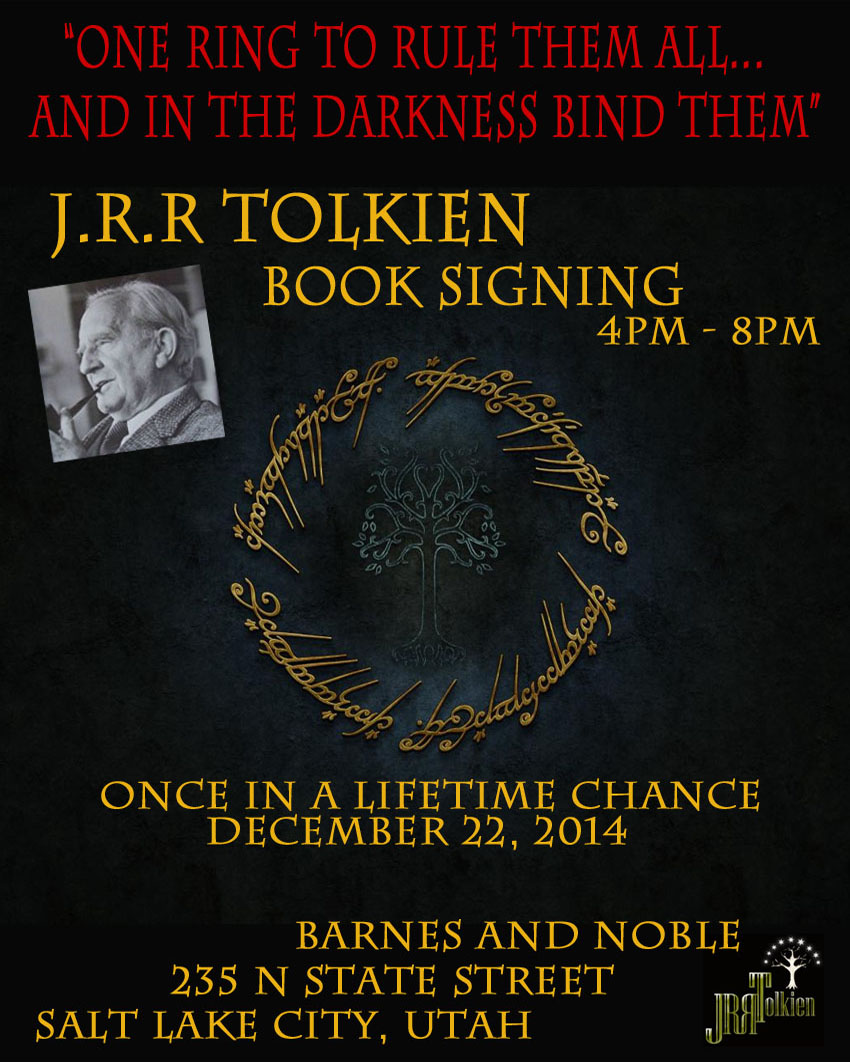 "ONE RING TO RULE THEM ALL...
AND IN THE DARKNESS BIND THEM"
J.R.R TOLKIEN
BOOK SIGNING
4PM - 8PM
ONCE IN A LIFETIME CHANCE
DECEMBER 22, 2014
BARNES AND NOBLE
235 N STATE STREET
SALT LAKE CITY, UTAH
JRRTolkien